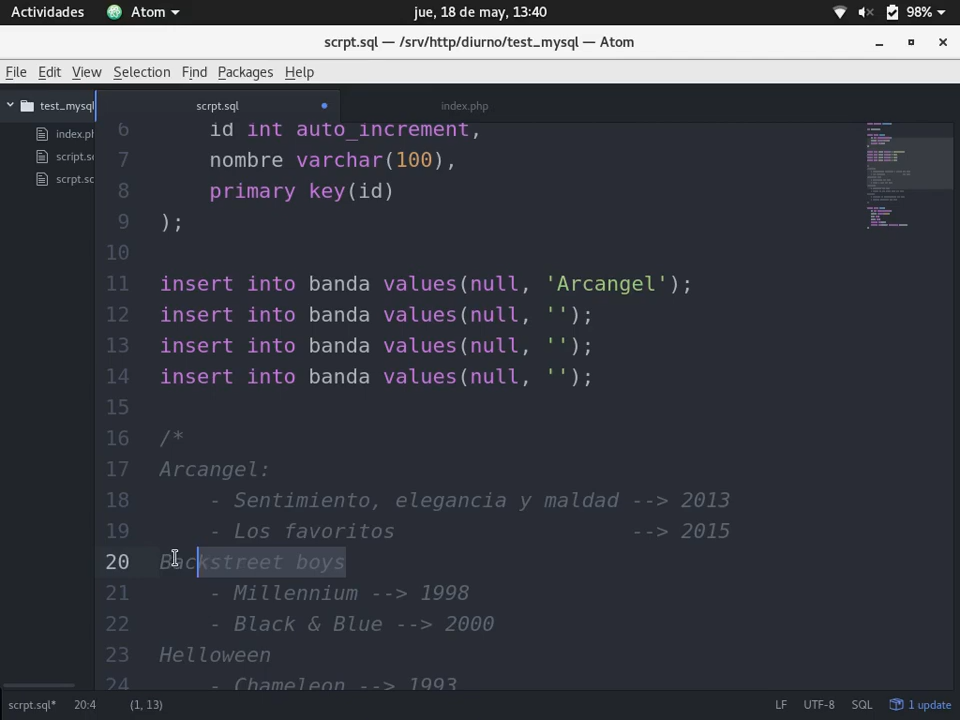 Actividades Atom jue, 18 de may, 13:40 98%
scrpt.sql — /srv/http/diurno/test_mysql — Atom
File Edit View Selection Find Packages Help
test_mysql scrpt.sql index.php
index.ph
script.sc
scrpt.sc
6 id int auto_increment,
7 nombre varchar(100),
8 primary key(id)
9 );
10
11 insert into banda values(null, 'Arcangel');
12 insert into banda values(null, '');
13 insert into banda values(null, '');
14 insert into banda values(null, '');
15
16 /*
17 Arcangel:
18 - Sentimiento, elegancia y maldad --> 2013
19 - Los favoritos --> 2015
20 Backstreet boys
21 - Millennium --> 1998
22 - Black & Blue --> 2000
23 Helloween
24 - Chameleon --> 1993
scrpt.sql* 20:4 (1, 13) LF UTF-8 SQL 1 update